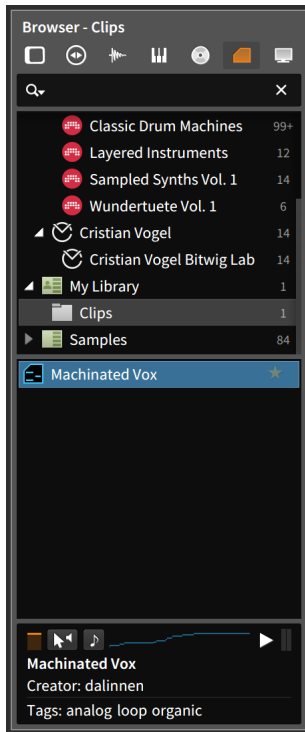 Browser - Clips
Classic Drum Machines 99+
Layered Instruments 12
Sampled Synths Vol. 1 14
Wundertuete Vol. 1 6
Cristian Vogel 14
Cristian Vogel Bitwig Lab 14
My Library 1
Clips 1
Samples 84
Machinated Vox
Machinated Vox
Creator: dalinnen
Tags: analog loop organic